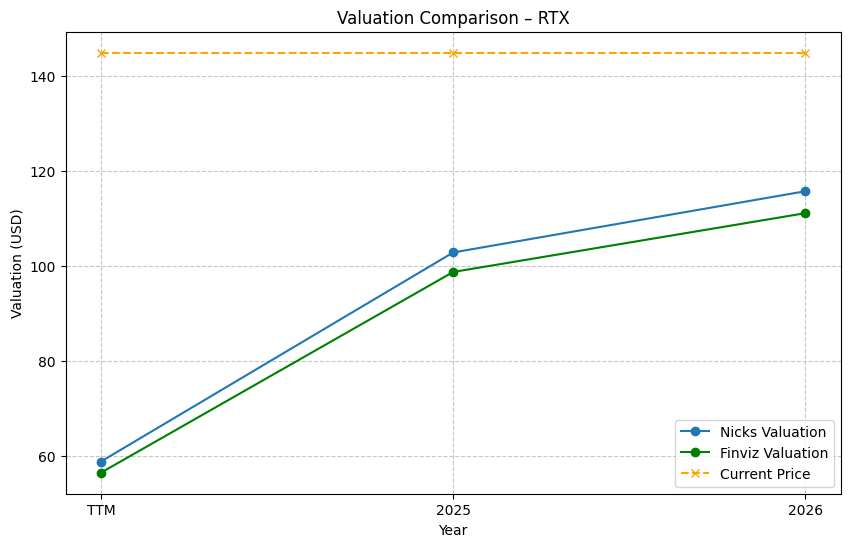 Valuation Comparison – RTX
Valuation (USD)
140
120
100
80
60
TTM
2025
2026
Year
Nicks Valuation
Finviz Valuation
Current Price